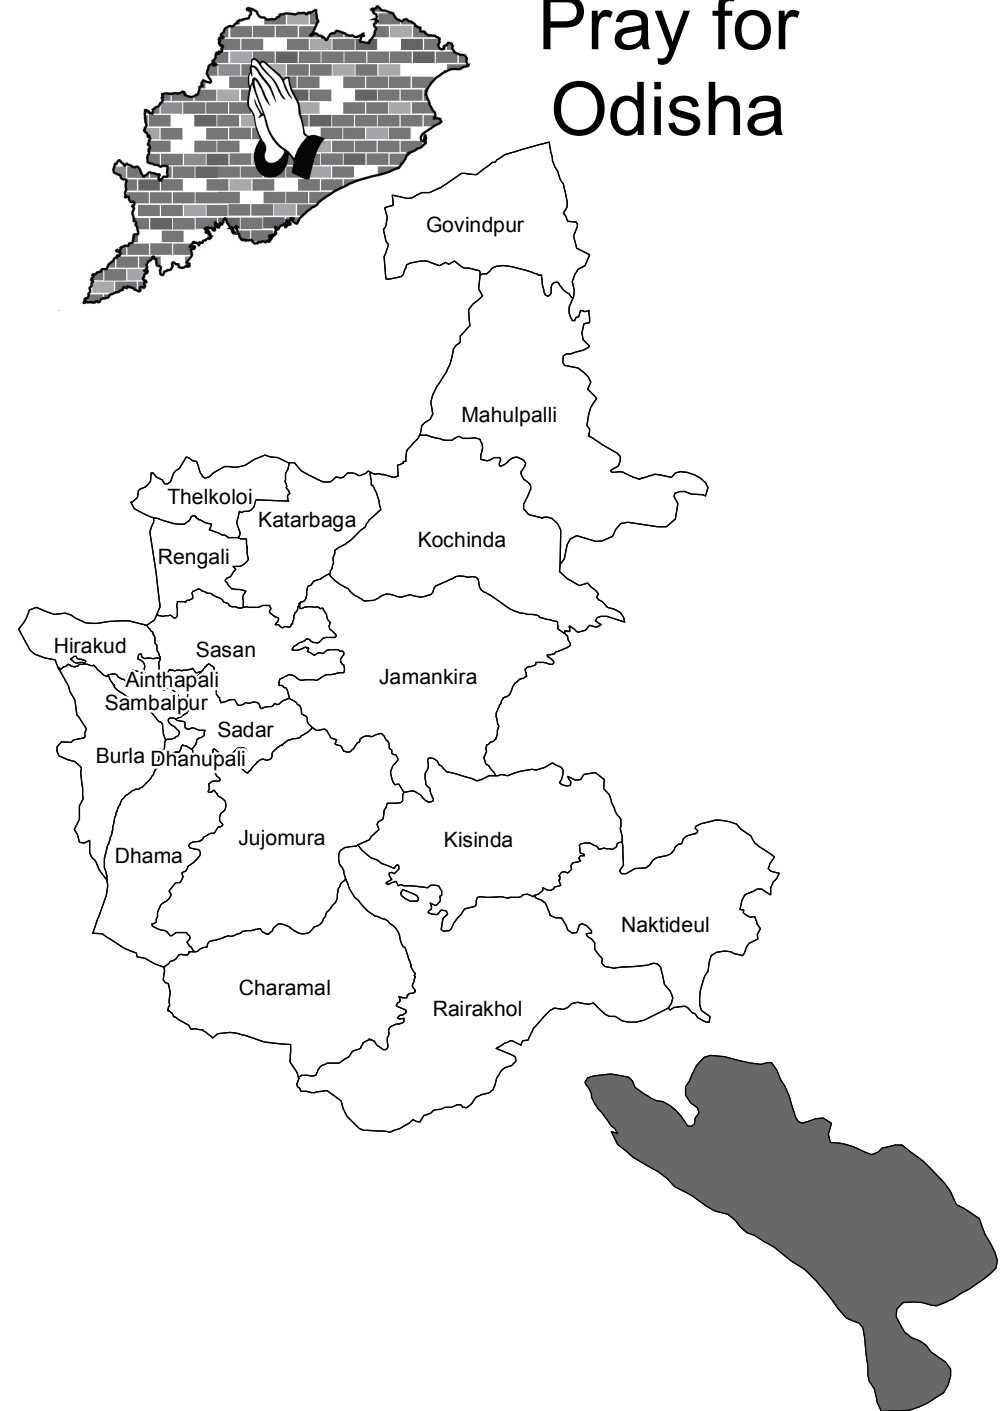 Pray for
Odisha
Govindpur
Mahulpalli
Thelkoloi
Katarbaga
Kochinda
Rengali
Hirakud
Sasan
Jamankira
Ainthapali
Sambalpur
Sadar
Burla
Dhanupali
Jujomura
Kisinda
Dhama
Naktideul
Charamal
Rairakhol